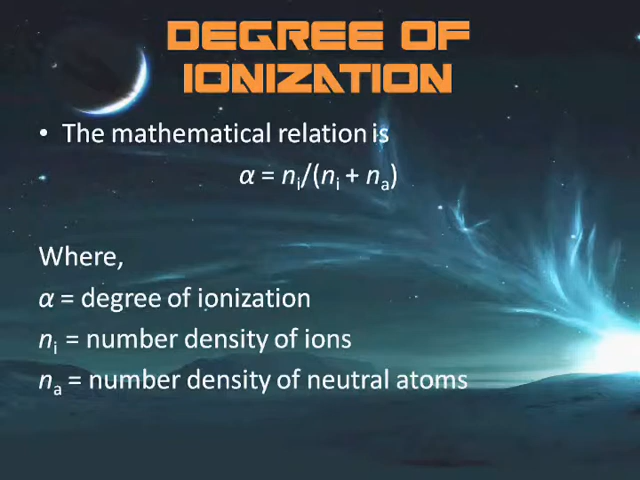 DEGREE OF
IONIZATION
• The mathematical relation is
α = nᵢ/(nᵢ + nₐ)
Where,
α = degree of ionization
nᵢ = number density of ions
nₐ = number density of neutral atoms